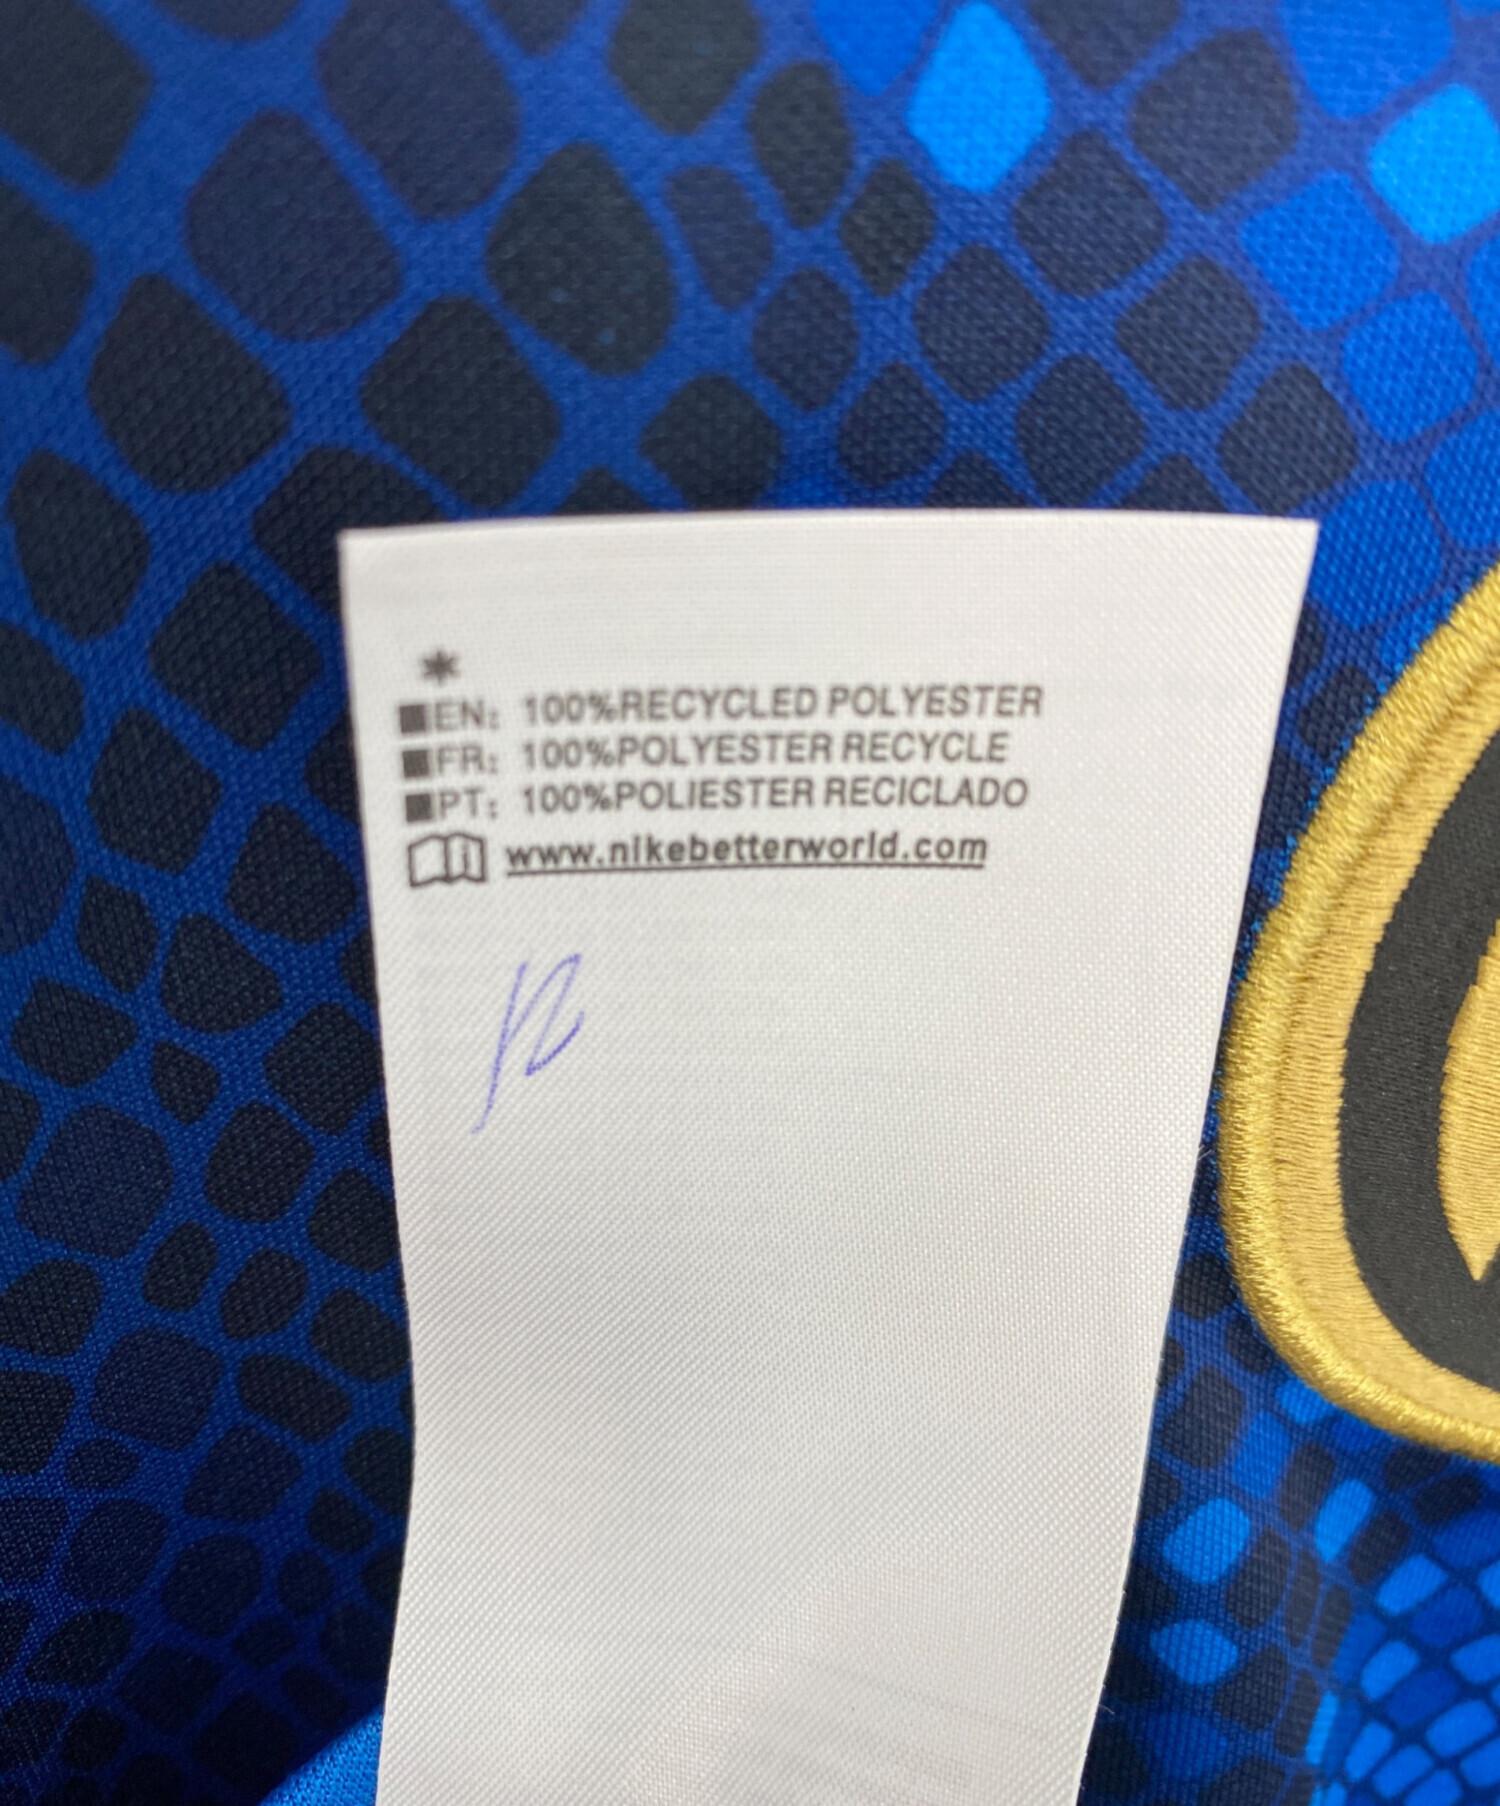 *
EN: 100%RECYCLED POLYESTER
FR: 100%POLYESTER RECYCLE
PT: 100%POLIESTER RECICLADO
www.nikebetterworld.com